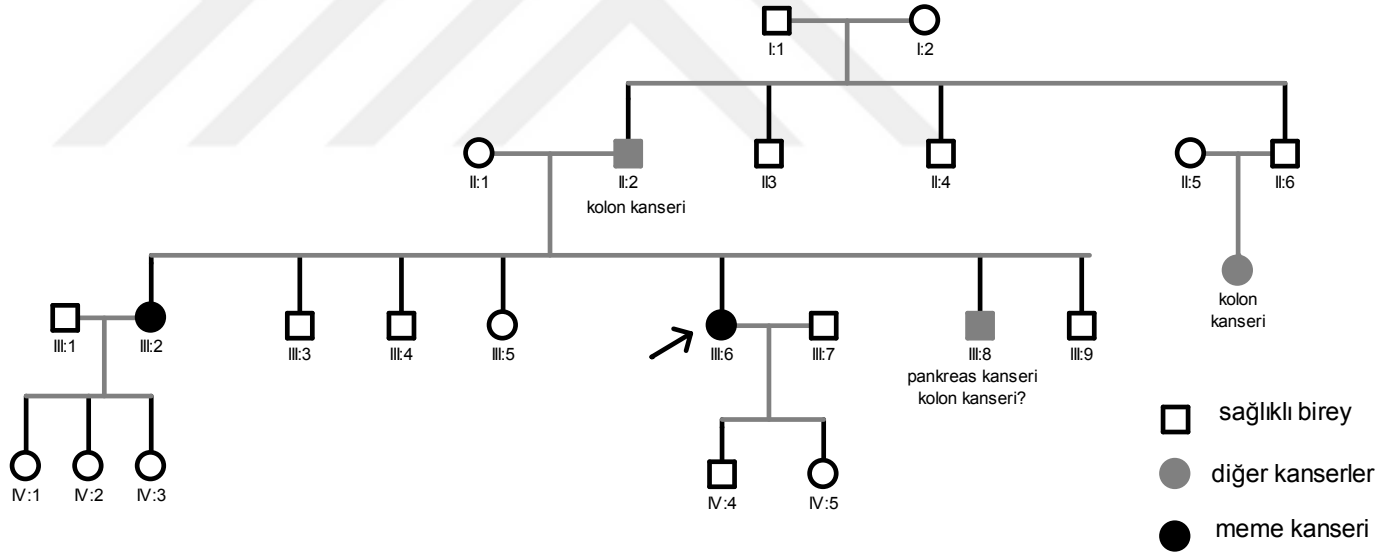 I:1
I:2
II:1
II:2
kolon kanseri
II3
II:4
II:5
II:6
kolon
kanseri
III:1
III:2
III:3
III:4
III:5
III:6
III:7
III:8
pankreas kanseri
kolon kanseri?
III:9
IV:1
IV:2
IV:3
IV:4
IV:5
sağlıklı birey
diğer kanserler
meme kanseri